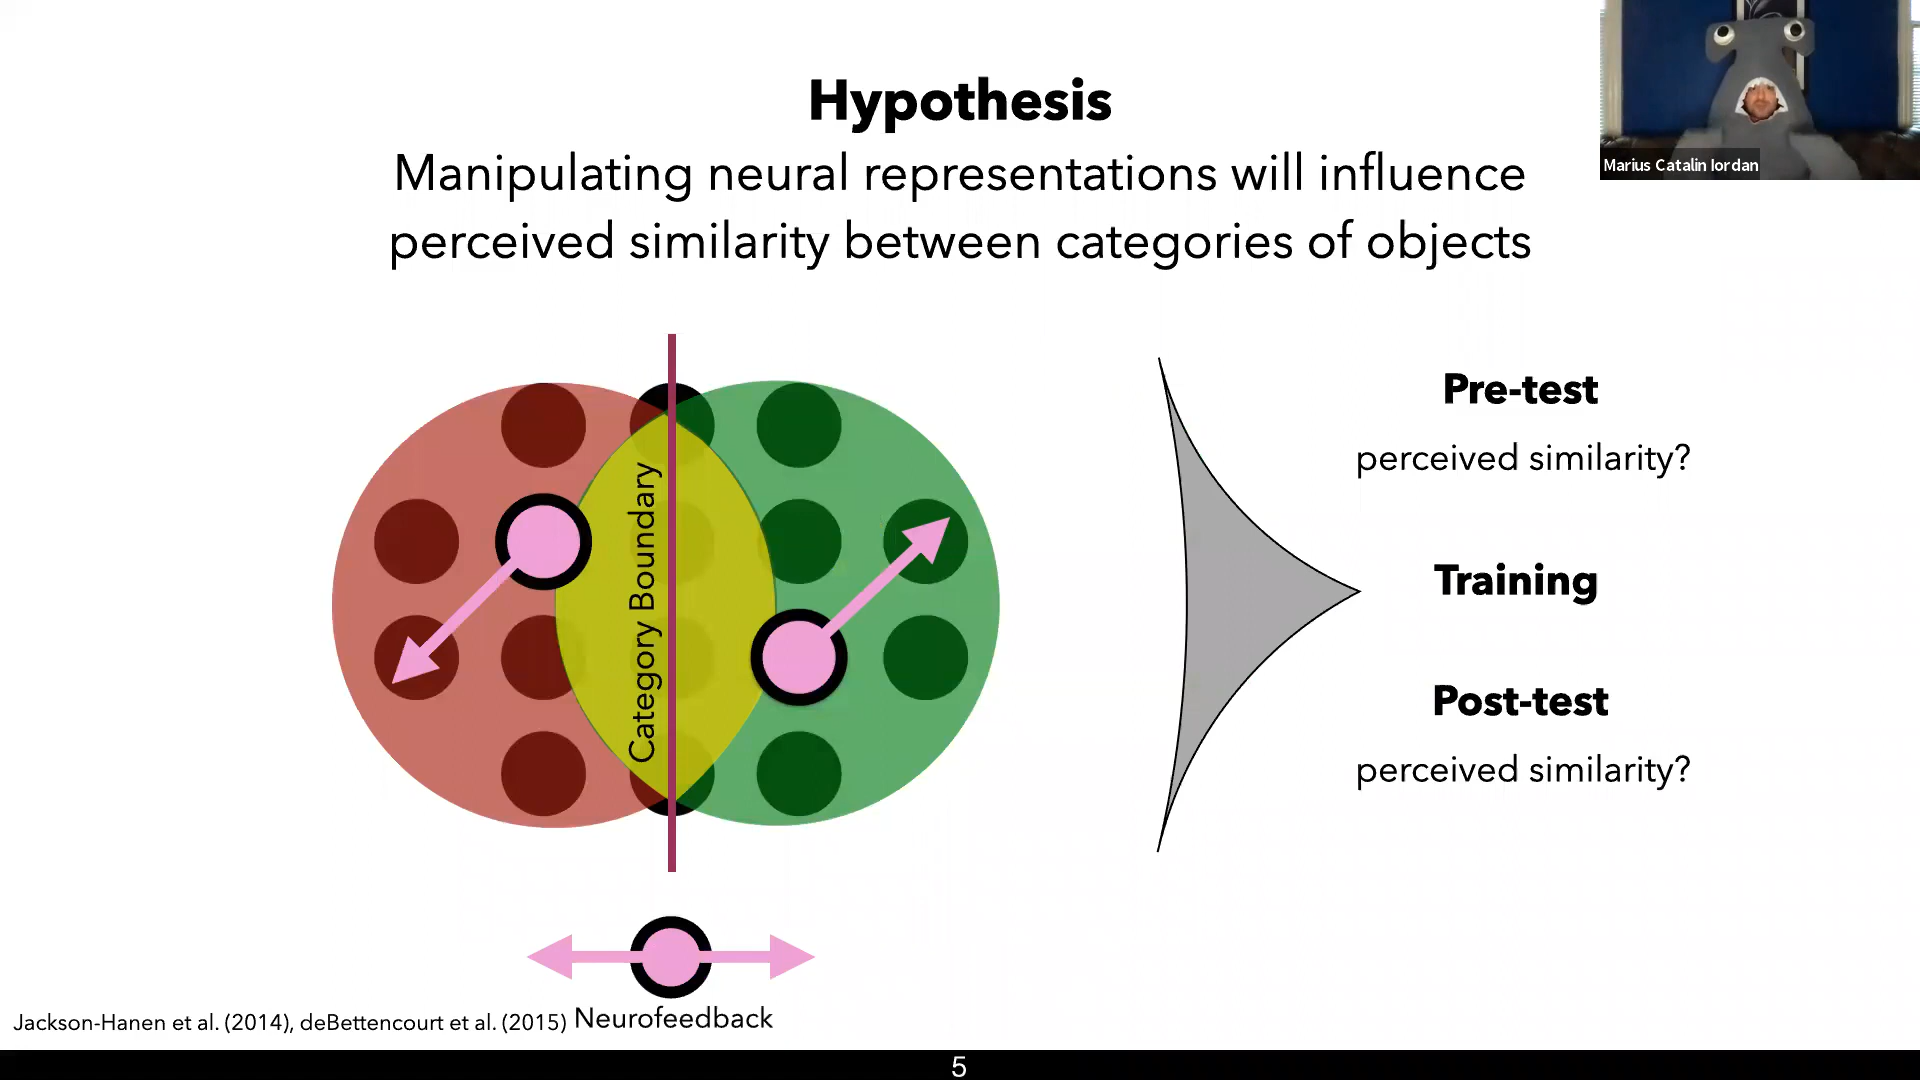 Hypothesis
Manipulating neural representations will influence
perceived similarity between categories of objects
Marius Catalin Iordan
Category Boundary
Pre-test
perceived similarity?
Training
Post-test
perceived similarity?
Neurofeedback
Jackson-Hanen et al. (2014), deBettencourt et al. (2015)
5